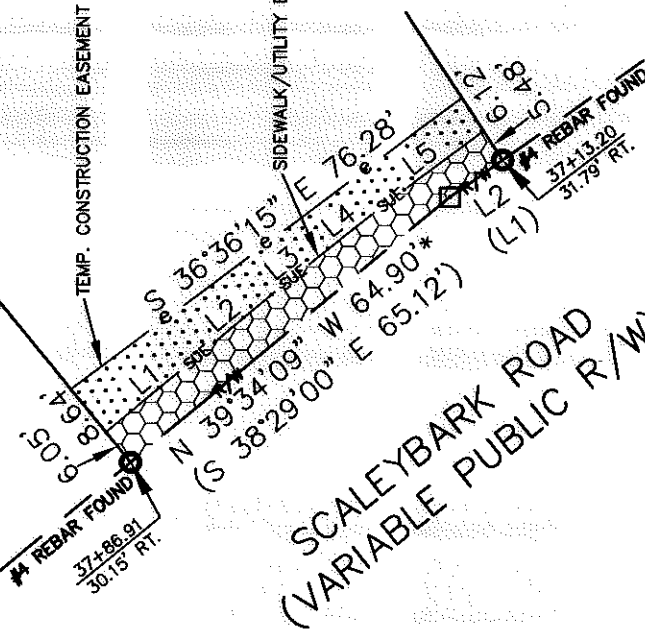 TEMP. CONSTRUCTION EASEMENT
SIDEWALK/UTILITY
S 36°36'15" E 76.28'
e
e
e
L1
L2
L3
L4
L5
SUE
SUE
SUE
6.12'
5.48'
8.64'
6.05'
R/W
R/W
#4 REBAR FOUND
37+13.20
31.79' RT.
L2
(L1)
N 39°34'09" W 64.90'*
(S 38°29'00" E 65.12')
#4 REBAR FOUND
37+86.91
30.15' RT.
SCALEYBARK ROAD
(VARIABLE PUBLIC R/W)